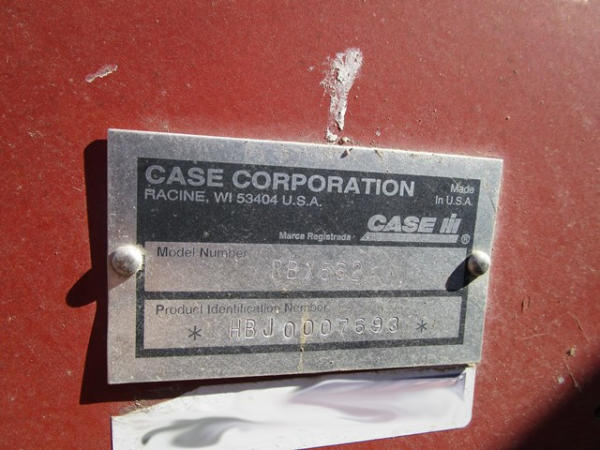 CASE CORPORATION
RACINE, WI 53404 U.S.A.
Made
In U.S.A.
Marca Registrada CASE IH ®
Model Number
Product Identification Number
* HBJ0007693 *